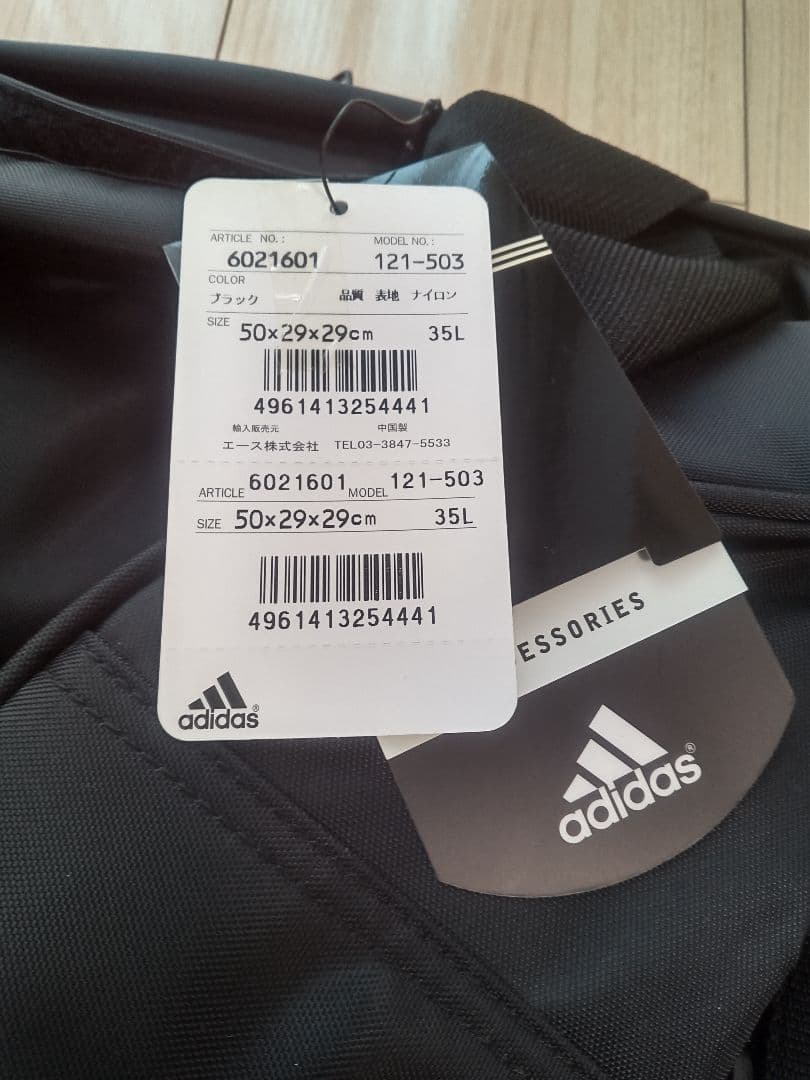 ARTICLE NO.: MODEL NO.:
6021601 121-503
COLOR
ブラック 品質 表地 ナイロン
SIZE 50×29×29cm 35L
4961413254441
輸入販売元 中国製
エース株式会社 TEL03-3847-5533
ARTICLE 6021601 MODEL 121-503
SIZE 50×29×29cm 35L
4961413254441
adidas®
ESSORIES
adidas®